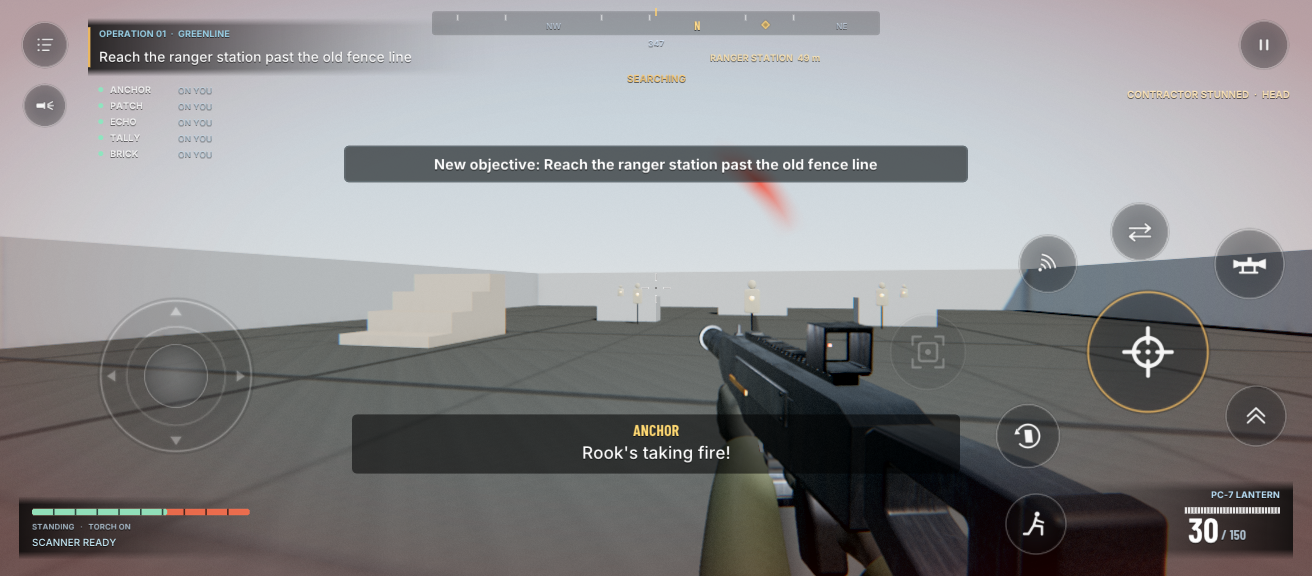 OPERATION 01 · GREENLINE
Reach the ranger station past the old fence line
NW N NE
347
RANGER STATION 49 m
SEARCHING
ANCHOR ON YOU
PATCH ON YOU
ECHO ON YOU
TALLY ON YOU
BRICK ON YOU
CONTRACTOR STUNNED · HEAD
New objective: Reach the ranger station past the old fence line
ANCHOR
Rook's taking fire!
STANDING · TORCH ON
SCANNER READY
PC-7 LANTERN
30 / 150